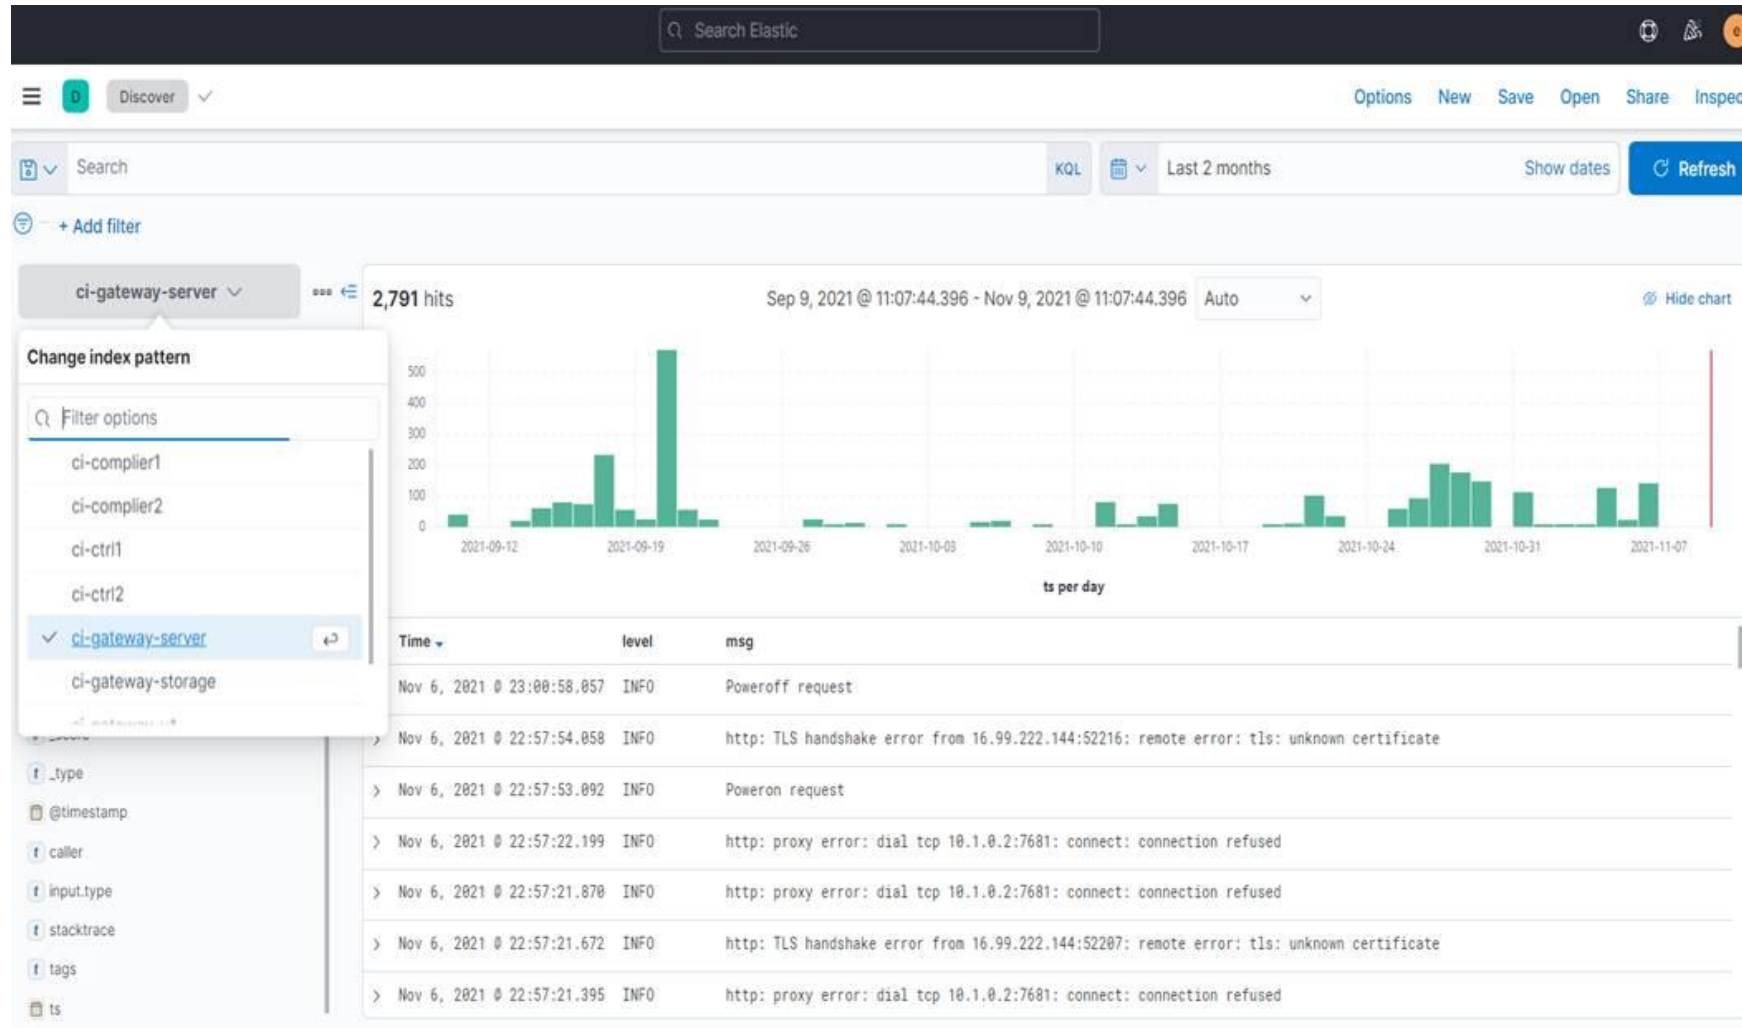 Search Elastic
e
D Discover Options New Save Open Share Inspec
Search KQL Last 2 months Show dates Refresh
+ Add filter
ci-gateway-server 2,791 hits Sep 9, 2021 @ 11:07:44.396 - Nov 9, 2021 @ 11:07:44.396 Auto Hide chart
Change index pattern
Filter options
ci-complier1
ci-complier2
ci-ctrl1
ci-ctrl2
ci-gateway-server
ci-gateway-storage
t _type
@timestamp
t caller
t input.type
t stacktrace
t tags
ts
500
400
300
200
100
0
2021-09-12 2021-09-19 2021-09-26 2021-10-03 2021-10-10 2021-10-17 2021-10-24 2021-10-31 2021-11-07
ts per day
Time level msg
Nov 6, 2021 @ 23:00:58.057 INFO Poweroff request
Nov 6, 2021 @ 22:57:54.058 INFO http: TLS handshake error from 16.99.222.144:52216: remote error: tls: unknown certificate
Nov 6, 2021 @ 22:57:53.092 INFO Poweron request
Nov 6, 2021 @ 22:57:22.199 INFO http: proxy error: dial tcp 10.1.0.2:7681: connect: connection refused
Nov 6, 2021 @ 22:57:21.870 INFO http: proxy error: dial tcp 10.1.0.2:7681: connect: connection refused
Nov 6, 2021 @ 22:57:21.672 INFO http: TLS handshake error from 16.99.222.144:52207: remote error: tls: unknown certificate
Nov 6, 2021 @ 22:57:21.395 INFO http: proxy error: dial tcp 10.1.0.2:7681: connect: connection refused